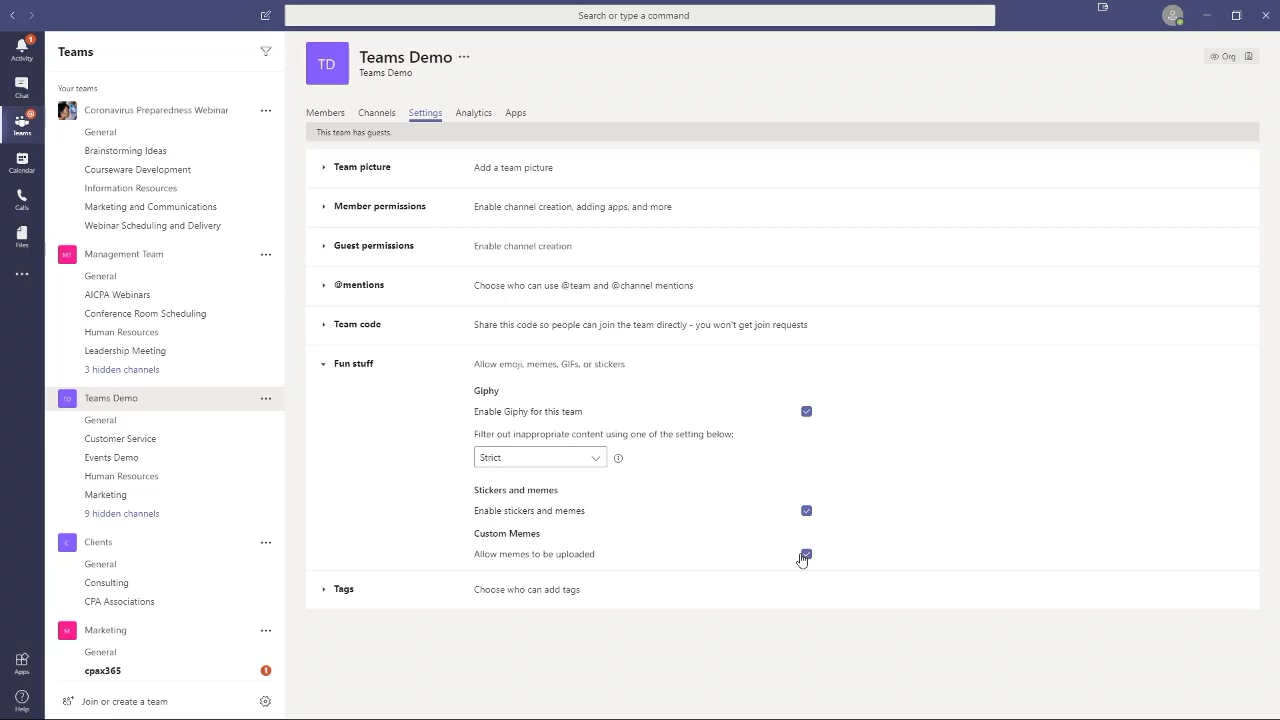 Search or type a command
1
Activity
Chat
Teams
Calendar
Calls
Files
Apps
Help
Teams
Your teams
Coronavirus Preparedness Webinar
General
Brainstorming Ideas
Courseware Development
Information Resources
Marketing and Communications
Webinar Scheduling and Delivery
MT
Management Team
General
AICPA Webinars
Conference Room Scheduling
Human Resources
Leadership Meeting
3 hidden channels
TD
Teams Demo
General
Customer Service
Events Demo
Human Resources
Marketing
9 hidden channels
C
Clients
General
Consulting
CPA Associations
M
Marketing
General
cpax365
Join or create a team
TD
Teams Demo
Teams Demo
Org
Members Channels Settings Analytics Apps
This team has guests.
Team picture Add a team picture
Member permissions Enable channel creation, adding apps, and more
Guest permissions Enable channel creation
@mentions Choose who can use @team and @channel mentions
Team code Share this code so people can join the team directly - you won't get join requests
Fun stuff Allow emoji, memes, GIFs, or stickers
Giphy
Enable Giphy for this team
Filter out inappropriate content using one of the setting below:
Strict
Stickers and memes
Enable stickers and memes
Custom Memes
Allow memes to be uploaded
Tags Choose who can add tags